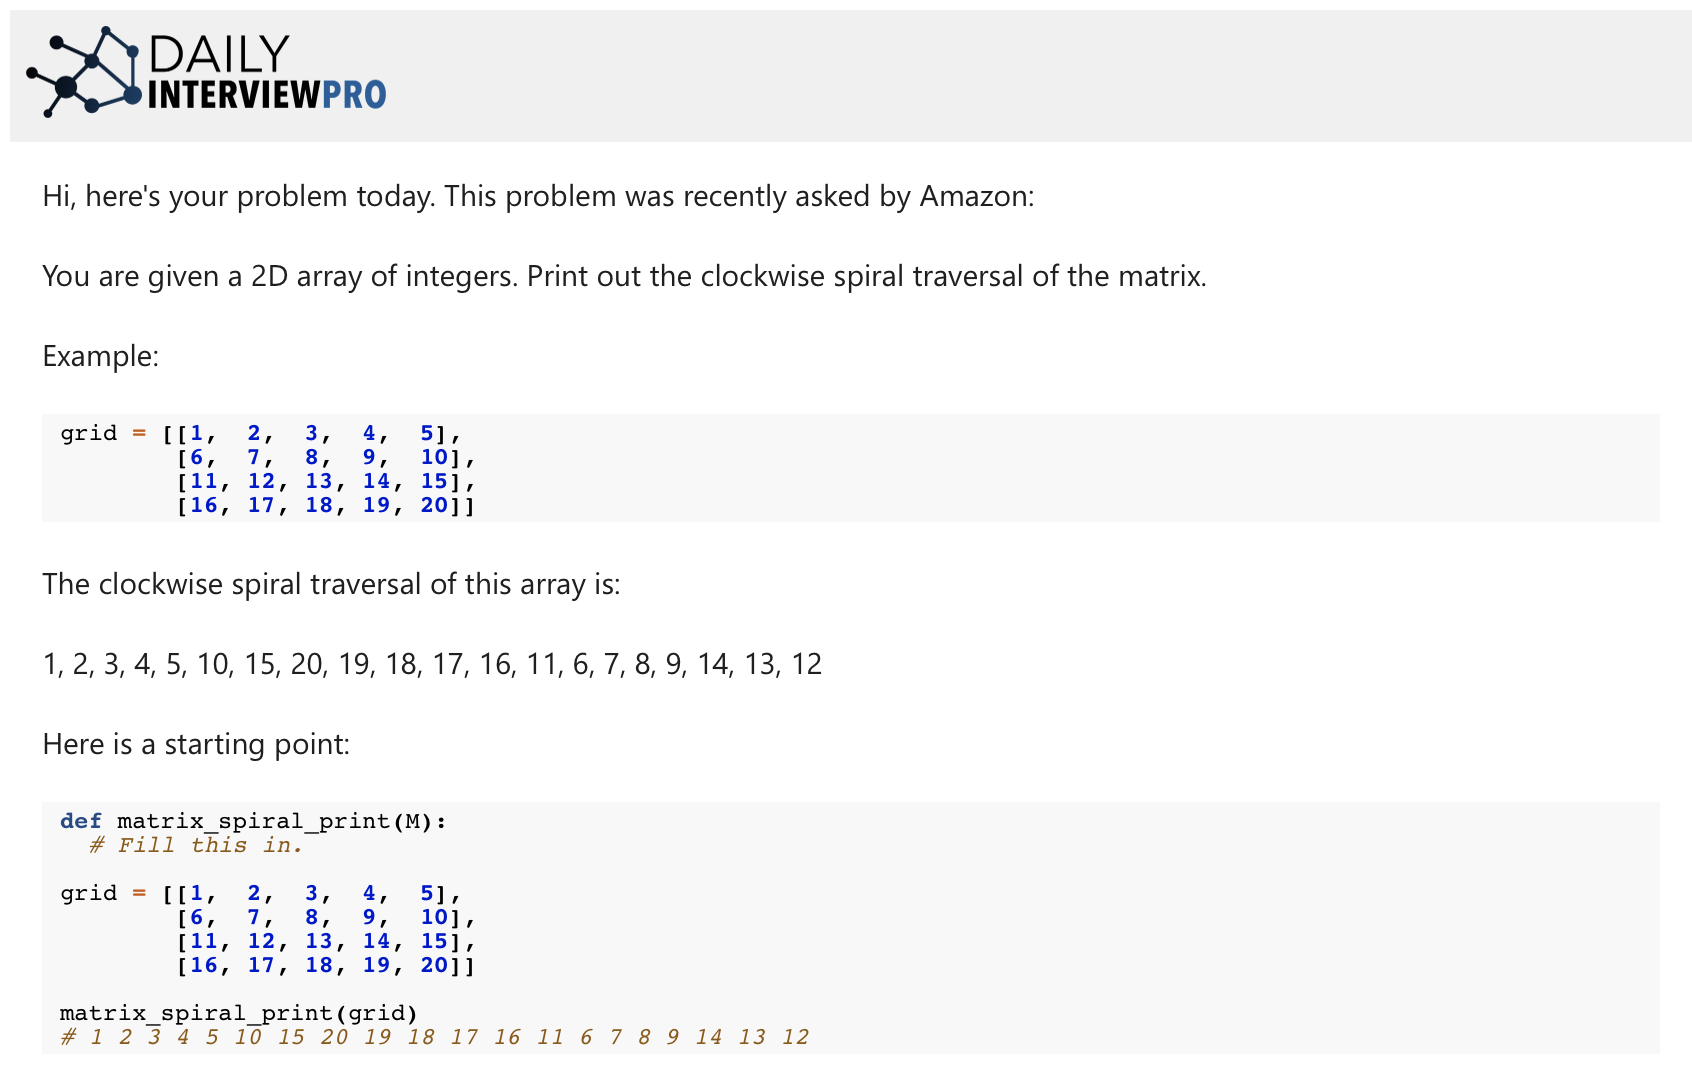 DAILY
INTERVIEWPRO
Hi, here's your problem today. This problem was recently asked by Amazon:
You are given a 2D array of integers. Print out the clockwise spiral traversal of the matrix.
Example:
grid = [[1,  2,  3,  4,  5],
        [6,  7,  8,  9,  10],
        [11, 12, 13, 14, 15],
        [16, 17, 18, 19, 20]]
The clockwise spiral traversal of this array is:
1, 2, 3, 4, 5, 10, 15, 20, 19, 18, 17, 16, 11, 6, 7, 8, 9, 14, 13, 12
Here is a starting point:
def matrix_spiral_print(M):
  # Fill this in.
grid = [[1,  2,  3,  4,  5],
        [6,  7,  8,  9,  10],
        [11, 12, 13, 14, 15],
        [16, 17, 18, 19, 20]]
matrix_spiral_print(grid)
# 1 2 3 4 5 10 15 20 19 18 17 16 11 6 7 8 9 14 13 12